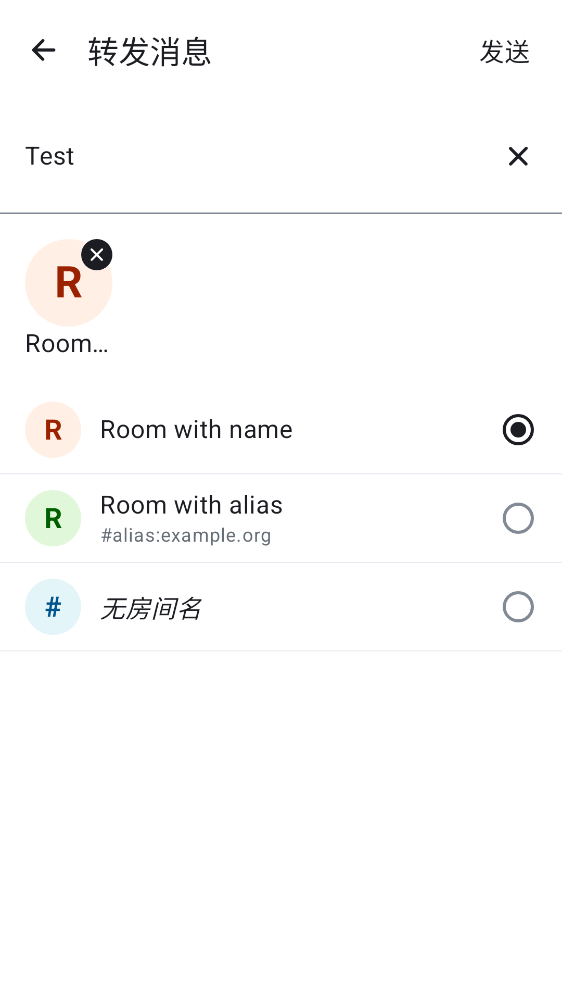 转发消息
发送
Test
R
Room…
R
Room with name
R
Room with alias
#alias:example.org
#
无房间名